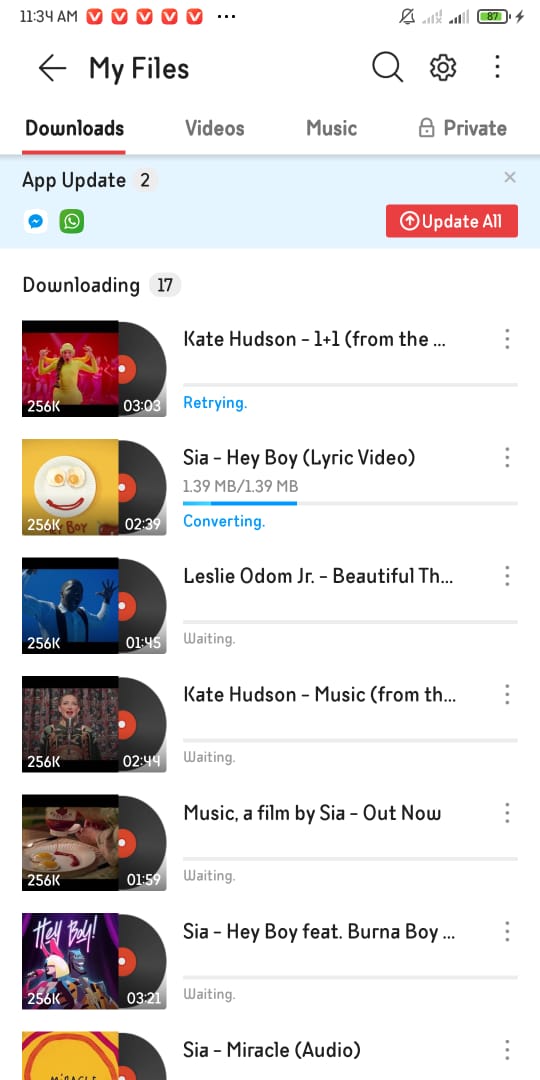 11:34 AM
87
My Files
Downloads
Videos
Music
Private
App Update 2
Update All
Downloading 17
Kate Hudson - 1+1 (from the ...
256K 03:03
Retrying.
Sia - Hey Boy (Lyric Video)
1.39 MB/1.39 MB
256K BOY 02:39
Converting.
Leslie Odom Jr. - Beautiful Th...
256K 01:45
Waiting.
Kate Hudson - Music (from th...
256K 02:44
Waiting.
Music, a film by Sia - Out Now
256K 01:59
Waiting.
Hey Boy!
Sia - Hey Boy feat. Burna Boy ...
256K 03:21
Waiting.
Sia - Miracle (Audio)
MIRACLE